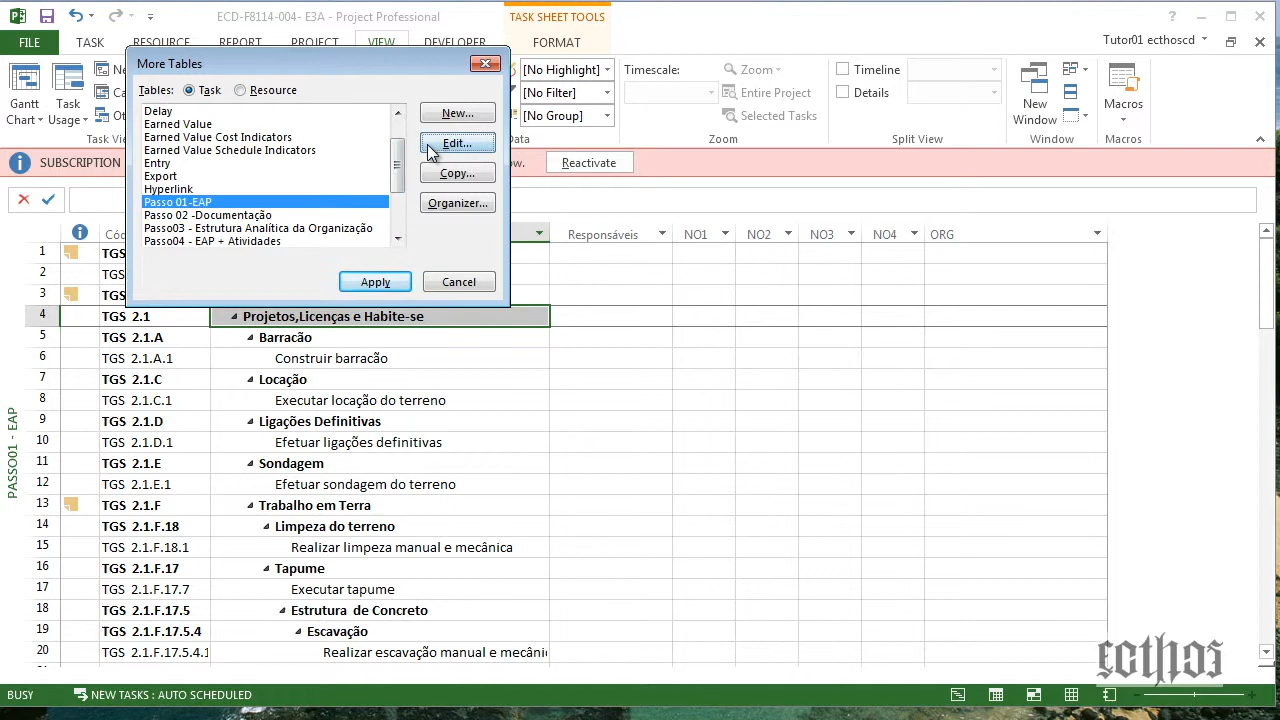 ECD-F8114-004- E3A - Project Professional
TASK SHEET TOOLS
?
FILE TASK RESOURCE REPORT PROJECT VIEW DEVELOPER FORMAT
Tutor01 ecthoscd
More Tables
Tables: Task Resource
Delay
Earned Value
Earned Value Cost Indicators
Earned Value Schedule Indicators
Entry
Export
Hyperlink
Passo 01-EAP
Passo 02 -Documentação
Passo03 - Estrutura Analítica da Organização
Passo04 - EAP + Atividades
New...
Edit...
Copy...
Organizer...
Apply
Cancel
Gantt Chart
Task Usage
Task
[No Highlight]
[No Filter]
[No Group]
Data
Timescale:
Zoom
Entire Project
Selected Tasks
Zoom
Timeline
Details
Split View
New Window
Window
Macros
Macros
SUBSCRIPTION
Reactivate
Responsáveis NO1 NO2 NO3 NO4 ORG
1 TGS
2 TGS
3 TGS
4 TGS 2.1 Projetos,Licenças e Habite-se
5 TGS 2.1.A Barracão
6 TGS 2.1.A.1 Construir barracão
7 TGS 2.1.C Locação
8 TGS 2.1.C.1 Executar locação do terreno
9 TGS 2.1.D Ligações Definitivas
10 TGS 2.1.D.1 Efetuar ligações definitivas
11 TGS 2.1.E Sondagem
12 TGS 2.1.E.1 Efetuar sondagem do terreno
13 TGS 2.1.F Trabalho em Terra
14 TGS 2.1.F.18 Limpeza do terreno
15 TGS 2.1.F.18.1 Realizar limpeza manual e mecânica
16 TGS 2.1.F.17 Tapume
17 TGS 2.1.F.17.7 Executar tapume
18 TGS 2.1.F.17.5 Estrutura de Concreto
19 TGS 2.1.F.17.5.4 Escavação
20 TGS 2.1.F.17.5.4.1 Realizar escavação manual e mecâni
PASSO01 - EAP
ecthos
BUSY NEW TASKS : AUTO SCHEDULED